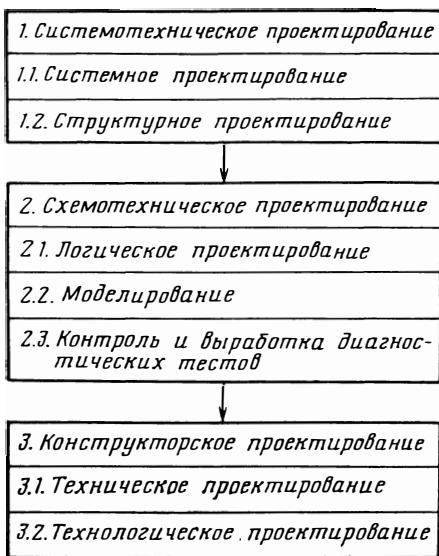 1. Системотехническое проектирование
1.1. Системное проектирование
1.2. Структурное проектирование
2. Схемотехническое проектирование
2.1. Логическое проектирование
2.2. Моделирование
2.3. Контроль и выработка диагнос-
тических тестов
3. Конструкторское проектирование
3.1. Техническое проектирование
3.2. Технологическое проектирование